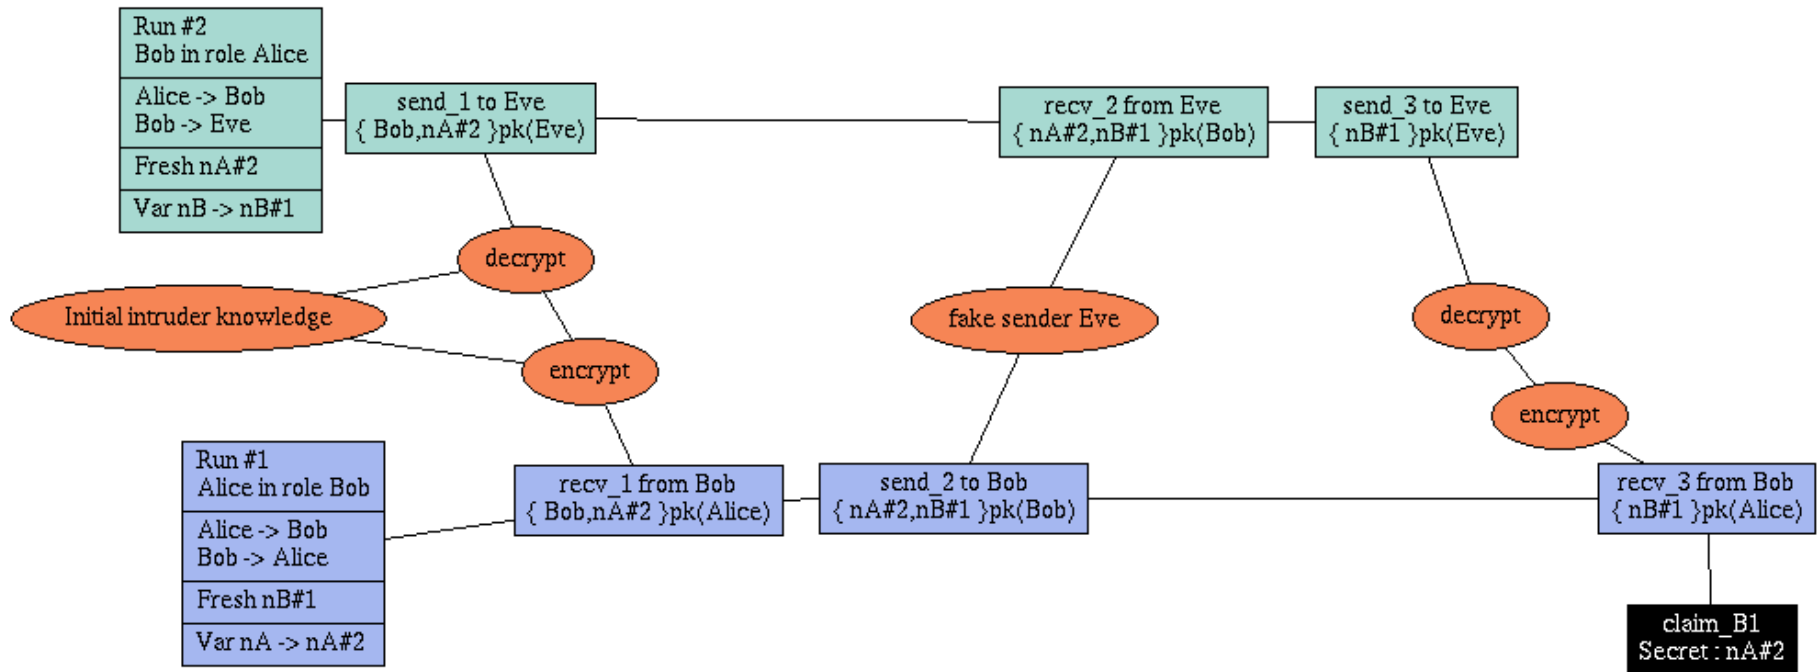 Run #2
Bob in role Alice
Alice -> Bob
Bob -> Eve
Fresh nA#2
Var nB -> nB#1
send_1 to Eve
{ Bob,nA#2 }pk(Eve)
recv_2 from Eve
{ nA#2,nB#1 }pk(Bob)
send_3 to Eve
{ nB#1 }pk(Eve)
decrypt
Initial intruder knowledge
fake sender Eve
decrypt
encrypt
encrypt
Run #1
Alice in role Bob
Alice -> Bob
Bob -> Alice
Fresh nB#1
Var nA -> nA#2
recv_1 from Bob
{ Bob,nA#2 }pk(Alice)
send_2 to Bob
{ nA#2,nB#1 }pk(Bob)
recv_3 from Bob
{ nB#1 }pk(Alice)
claim_B1
Secret : nA#2